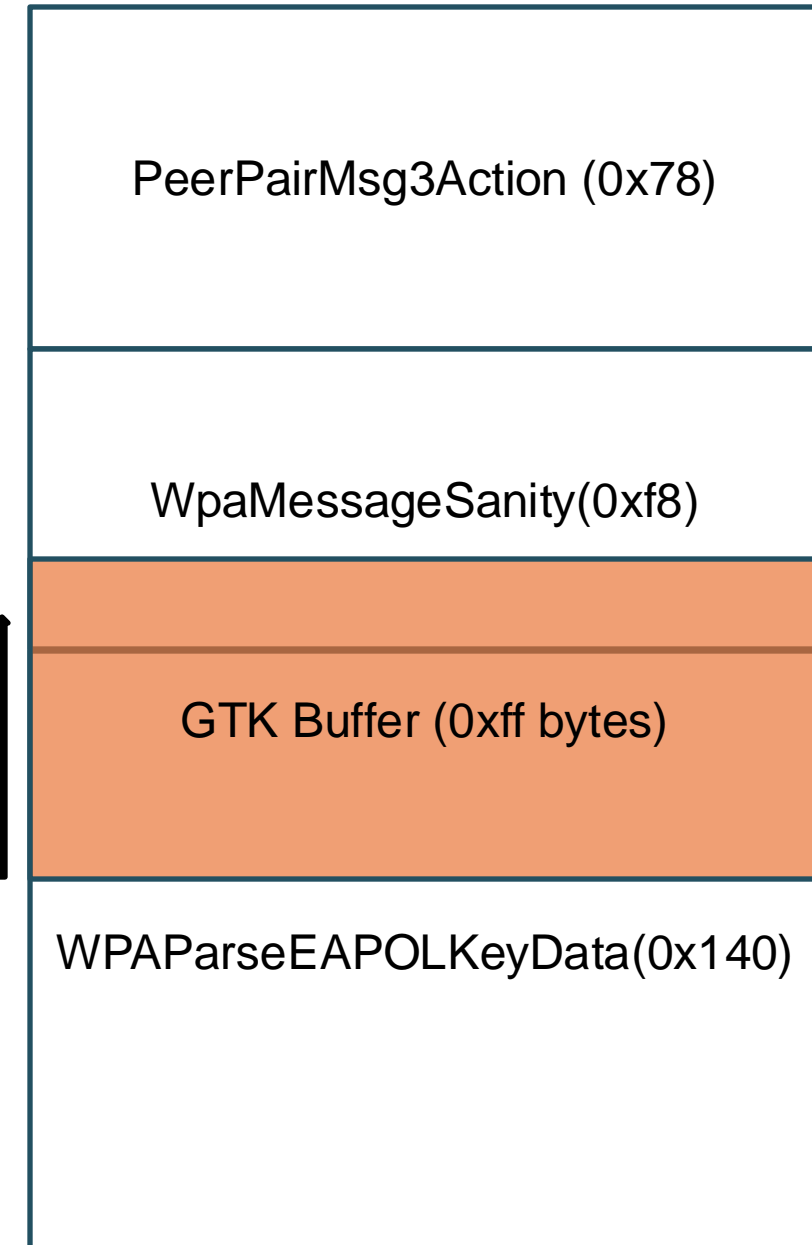 PeerPairMsg3Action (0x78)
WpaMessageSanity(0xf8)
GTK Buffer (0xff bytes)
WPAParseEAPOLKeyData(0x140)